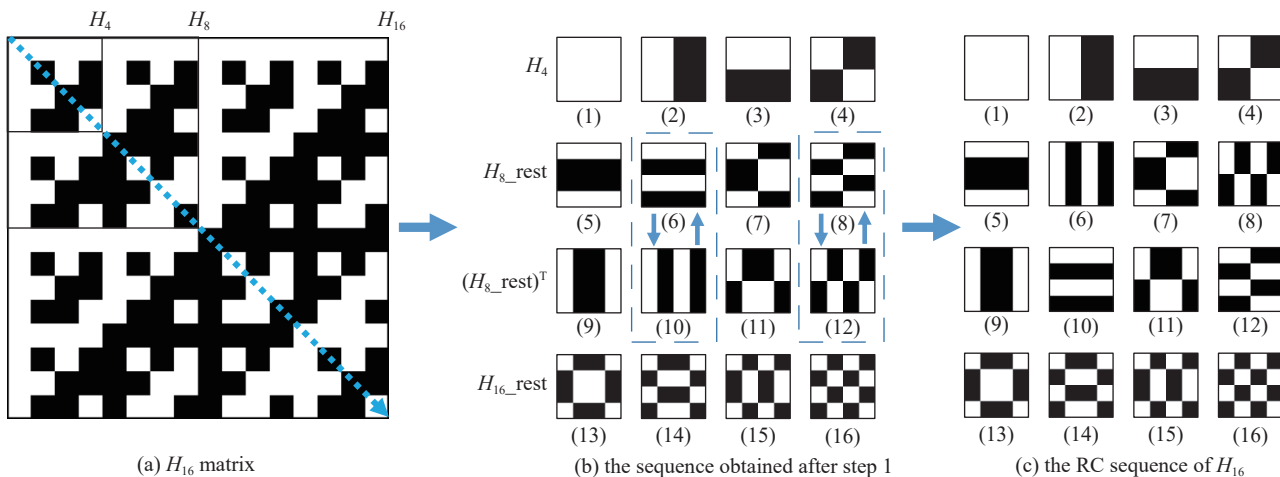 H₄ H₈ H₁₆
(a) H₁₆ matrix
H₄
(1) (2) (3) (4)
H₈_rest
(5) (6) (7) (8)
(H₈_rest)ᵀ
(9) (10) (11) (12)
H₁₆_rest
(13) (14) (15) (16)
(b) the sequence obtained after step 1
(1) (2) (3) (4)
(5) (6) (7) (8)
(9) (10) (11) (12)
(13) (14) (15) (16)
(c) the RC sequence of H₁₆